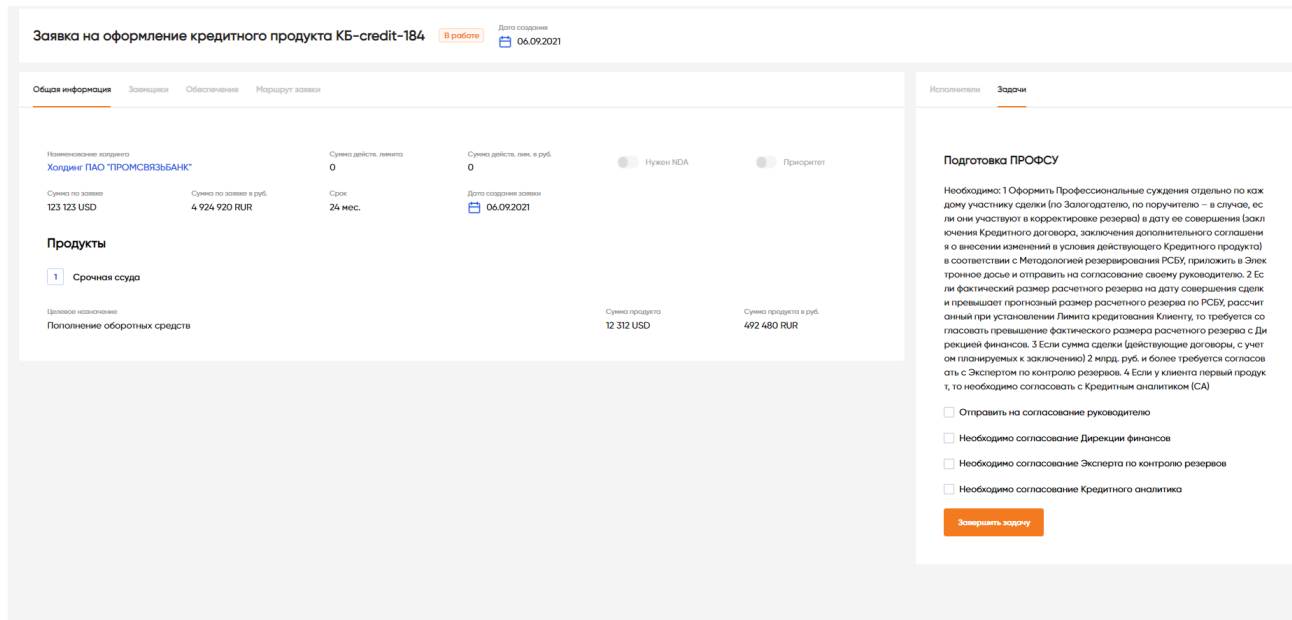 Заявка на оформление кредитного продукта КБ-credit-184
В работе
Дата создания
06.09.2021
Общая информация
Заемщики
Обеспечение
Маршрут заявки
Исполнители
Задачи
Наименование холдинга
Холдинг ПАО "ПРОМСВЯЗЬБАНК"
Сумма действ. лимита
0
Сумма действ. лим. в руб.
0
Нужен NDA
Приоритет
Сумма по заявке
123 123 USD
Сумма по заявке в руб.
4 924 920 RUR
Срок
24 мес.
Дата создания заявки
06.09.2021
Продукты
1 Срочная ссуда
Целевое назначение
Пополнение оборотных средств
Сумма продукта
12 312 USD
Сумма продукта в руб.
492 480 RUR
Подготовка ПРОФСУ
Необходимо: 1 Оформить Профессиональные суждения отдельно по каж
дому участнику сделки (по Залогодателю, по поручителю – в случае, ес
ли они участвуют в корректировке резерва) в дату ее совершения (закл
ючения Кредитного договора, заключения дополнительного соглашени
я о внесении изменений в условия действующего Кредитного продукта)
в соответствии с Методологией резервирования РСБУ, приложить в Элек
тронное досье и отправить на согласование своему руководителю. 2 Ес
ли фактический размер расчетного резерва на дату совершения сделк
и превышает прогнозный размер расчетного резерва по РСБУ, рассчит
анный при установлении Лимита кредитования Клиенту, то требуется со
гласовать превышение фактического размера расчетного резерва с Ди
рекцией финансов. 3 Если сумма сделки (действующие договоры, с учет
ом планируемых к заключению) 2 млрд. руб. и более требуется согласов
ать с Экспертом по контролю резервов. 4 Если у клиента первый продук
т, то необходимо согласовать с Кредитным аналитиком (СА)
Отправить на согласование руководителю
Необходимо согласование Дирекции финансов
Необходимо согласование Эксперта по контролю резервов
Необходимо согласование Кредитного аналитика
Завершить задачу